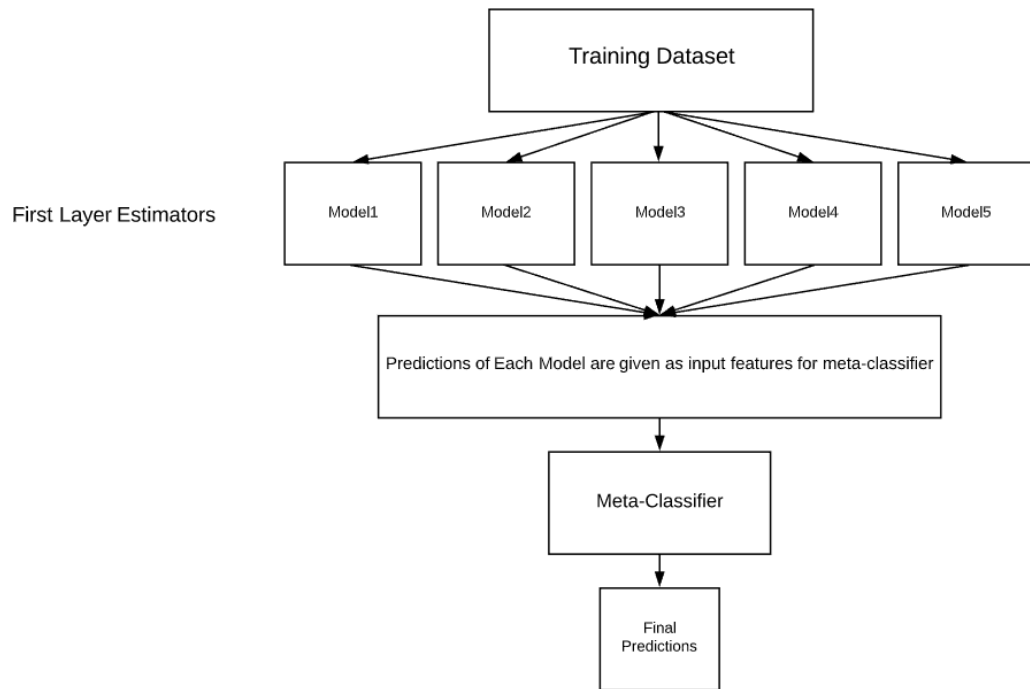 Training Dataset
First Layer Estimators
Model1
Model2
Model3
Model4
Model5
Predictions of Each Model are given as input features for meta-classifier
Meta-Classifier
Final
Predictions